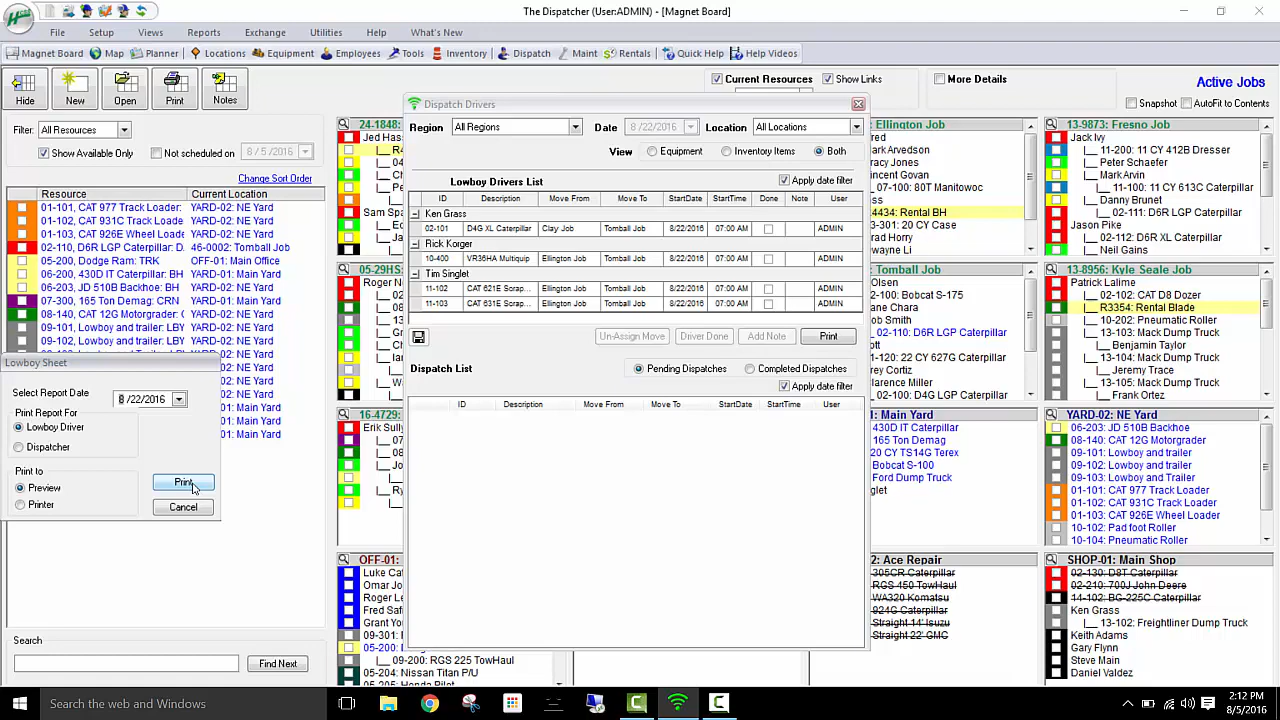 The Dispatcher (User:ADMIN) - [Magnet Board]
File Setup Views Reports Exchange Utilities Help What's New
Magnet Board Map Planner Locations Equipment Employees Tools Inventory Dispatch Maint Rentals Quick Help Help Videos
Hide New Open Print Notes
Current Resources Show Links More Details Active Jobs
Snapshot AutoFit to Contents
Filter: All Resources
Show Available Only Not scheduled on 8/5/2016
Change Sort Order
Resource Current Location
01-101, CAT 977 Track Loader: YARD-02: NE Yard
01-102, CAT 931C Track Loade YARD-02: NE Yard
01-103, CAT 926E Wheel Loade YARD-02: NE Yard
02-110, D6R LGP Caterpillar: D. 46-0002: Tomball Job
05-200, Dodge Ram: TRK OFF-01: Main Office
06-200, 430D IT Caterpillar: BH YARD-01: Main Yard
06-203, JD 510B Backhoe: BH YARD-02: NE Yard
07-300, 165 Ton Demag: CRN YARD-01: Main Yard
08-140, CAT 12G Motorgrader: ( YARD-02: NE Yard
09-101, Lowboy and trailer: LBY YARD-02: NE Yard
09-102, Lowboy and trailer: LBY YARD-02: NE Yard
Lowboy Sheet
Select Report Date 8/22/2016
Print Report For
Lowboy Driver
Dispatcher
Print to
Preview
Printer
Print
Cancel
Search
Find Next
Dispatch Drivers
Region All Regions Date 8/22/2016 Location All Locations
View Equipment Inventory Items Both
Lowboy Drivers List Apply date filter
ID Description Move From Move To StartDate StartTime Done Note User
Ken Grass
02-101 D4G XL Caterpillar Clay Job Tomball Job 8/22/2016 07:00 AM ADMIN
Rick Korger
10-400 VR36HA Multiquip Ellington Job Tomball Job 8/22/2016 07:00 AM ADMIN
Tim Singlet
11-102 CAT 621E Scrap... Ellington Job Tomball Job 8/22/2016 07:00 AM ADMIN
11-103 CAT 621E Scrap... Ellington Job Tomball Job 8/22/2016 07:00 AM ADMIN
Un-Assign Move Driver Done Add Note Print
Dispatch List Pending Dispatches Completed Dispatches
Apply date filter
ID Description Move From Move To StartDate StartTime User
24-1848:
Jed Hass
Sam Spa
05-29HS:
Roger N
16-4729:
Erik Sully
OFF-01:
Luke Ca
Omar Jo
Roger Le
Fred Saf
Grant Yo
09-301:
05-200:
09-200: RGS 225 TowHaul
05-204: Nissan Titan P/U
05-205: Honda Pilot
Ellington Job
ark Arvedson
racy Jones
incent Govan
07-180: 80T Manitowoc
4434: Rental BH
rad Horry
301: 20 CY Case
Tomball Job
0: Bobcat S-175
ane Chara
ob Smith
02-110: D6R LGP Caterpillar
110: 22 CY 627G Caterpillar
larence Miller
Ford Dump Truck
1: Main Yard
430D IT Caterpillar
165 Ton Demag
22 CY TS14G Terex
Bobcat S-100
Ford Dump Truck
glet
2: Ace Repair
305CR Caterpillar
RGS 450 TowHaul
WA320 Komatsu
924G Caterpillar
Straight 14' Isuzu
Straight 22' GMC
13-9873: Fresno Job
Jack Ivy
11-100: 11 CY 412B Dresser
Peter Schaefer
Mark Arvin
11-100: 11 CY 613C Caterpillar
Danny Brunet
02-111: D6R XL Caterpillar
Jason Pike
02-112: D6R XL Caterpillar
Neil Gains
13-8956: Kyle Seale Job
Patrick Lalime
02-102: CAT D8 Dozer
R3354: Rental Blade
10-102: Pneumatic Roller
13-103: Mack Dump Truck
Benjamin Taylor
13-104: Mack Dump Truck
Jeremy Trace
13-105: Mack Dump Truck
Frank Ortez
YARD-02: NE Yard
06-203: JD 510B Backhoe
08-140: CAT 12G Motorgrader
09-101: Lowboy and trailer
09-102: Lowboy and trailer
09-103: Lowboy and trailer
01-101: CAT 977 Track Loader
01-102: CAT 931C Track Loader
01-103: CAT 926E Wheel Loader
10-102: Pad foot Roller
10-104: Pneumatic Roller
SHOP-01: Main Shop
02-130: D8T Caterpillar
02-210: 700J John Deere
14-102: BG-225C Caterpillar
Ken Grass
13-102: Freightliner Dump Truck
Keith Adams
Gary Flynn
Steve Main
Daniel Valdez
Search the web and Windows
2:12 PM
8/5/2016